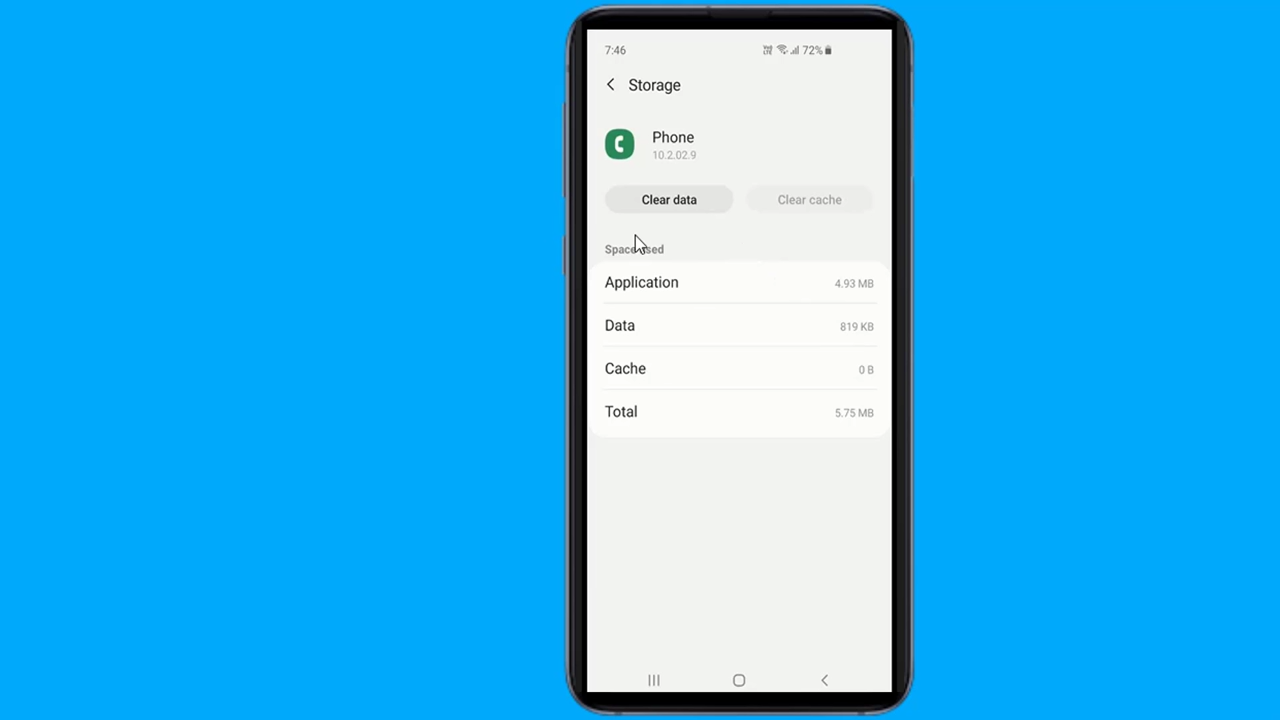 7:46 72%
Storage
Phone
10.2.02.9
Clear data Clear cache
Space used
Application 4.93 MB
Data 819 KB
Cache 0 B
Total 5.75 MB